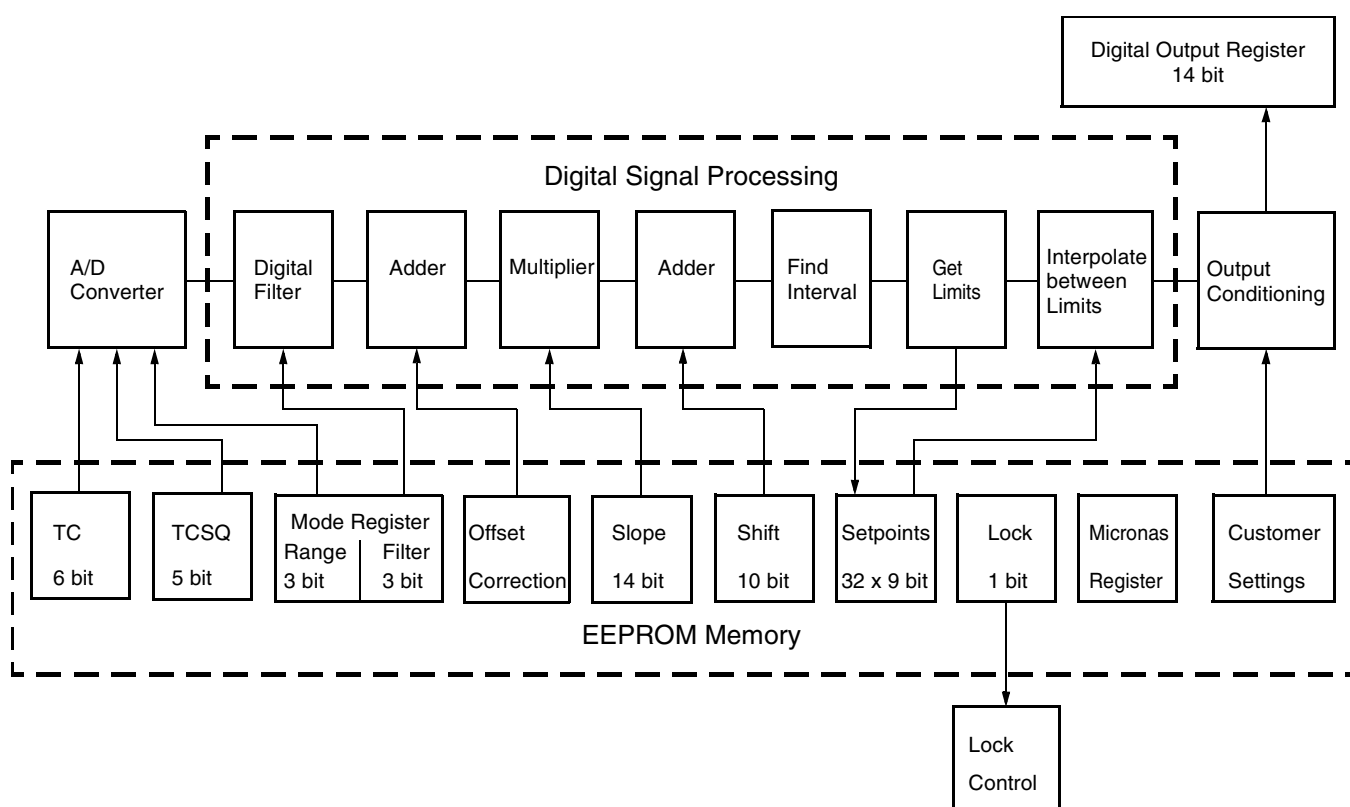 Digital Output Register
14 bit
Digital Signal Processing
A/D
Converter
Digital
Filter
Adder
Multiplier
Adder
Find
Interval
Get
Limits
Interpolate
between
Limits
Output
Conditioning
TC
6 bit
TCSQ
5 bit
Mode Register
Range
3 bit
Filter
3 bit
Offset
Correction
Slope
14 bit
Shift
10 bit
Setpoints
32 x 9 bit
Lock
1 bit
Micronas
Register
Customer
Settings
EEPROM Memory
Lock
Control